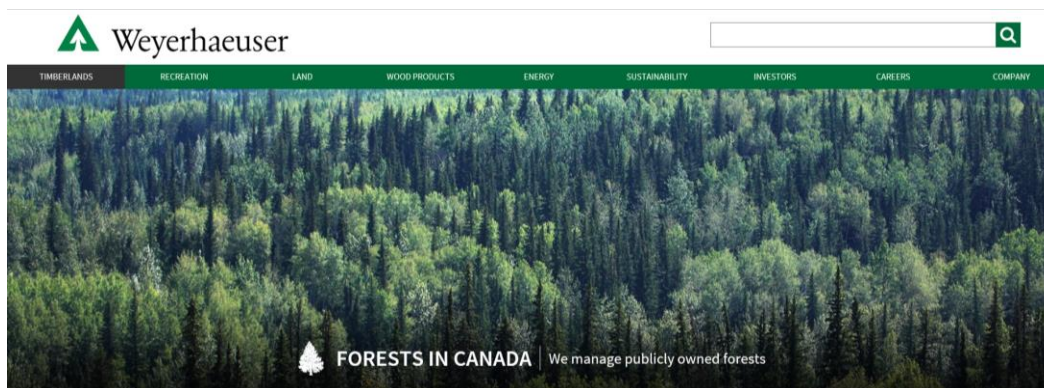 Weyerhaeuser
TIMBERLANDS RECREATION LAND WOOD PRODUCTS ENERGY SUSTAINABILITY INVESTORS CAREERS COMPANY
FORESTS IN CANADA We manage publicly owned forests